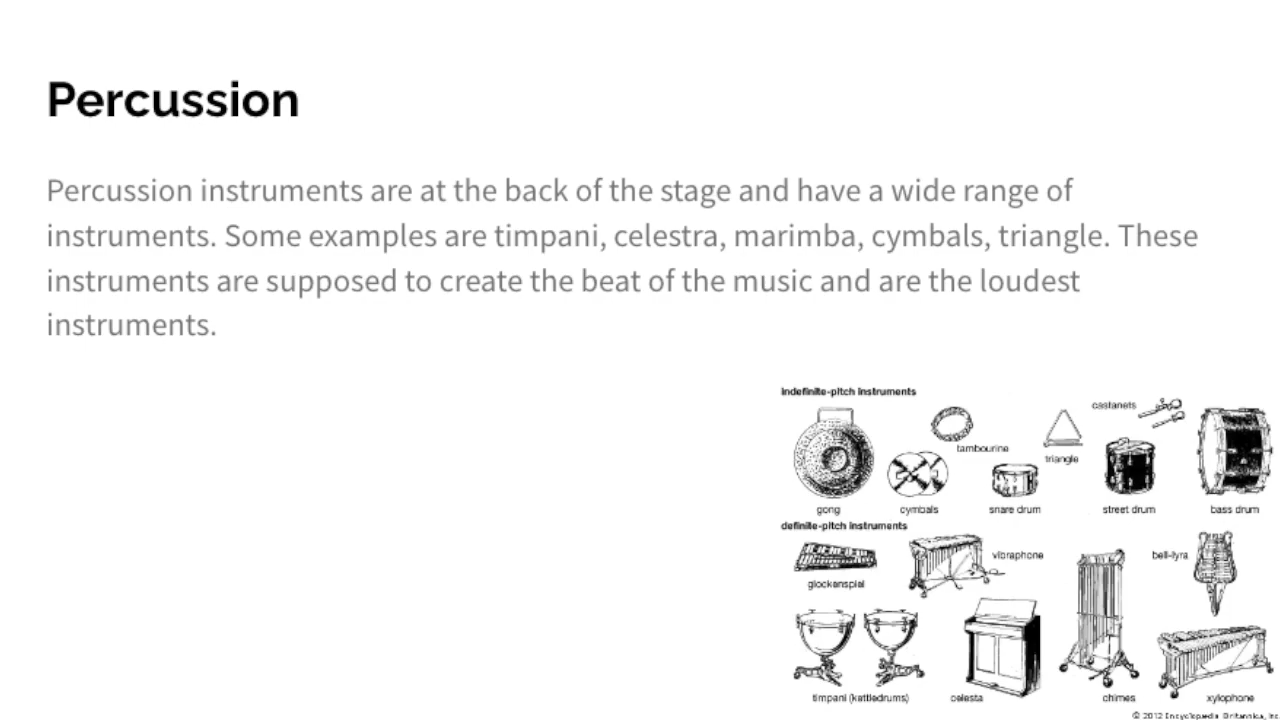 Percussion
Percussion instruments are at the back of the stage and have a wide range of
instruments. Some examples are timpani, celestra, marimba, cymbals, triangle. These
instruments are supposed to create the beat of the music and are the loudest
instruments.
indefinite-pitch instruments
castanets
tambourine
triangle
gong
cymbals
snare drum
street drum
bass drum
definite-pitch instruments
vibraphone
bell-lyra
glockenspiel
timpani (kettledrums)
celesta
chimes
xylophone
© 2012 Encyclopædia Britannica, Inc.